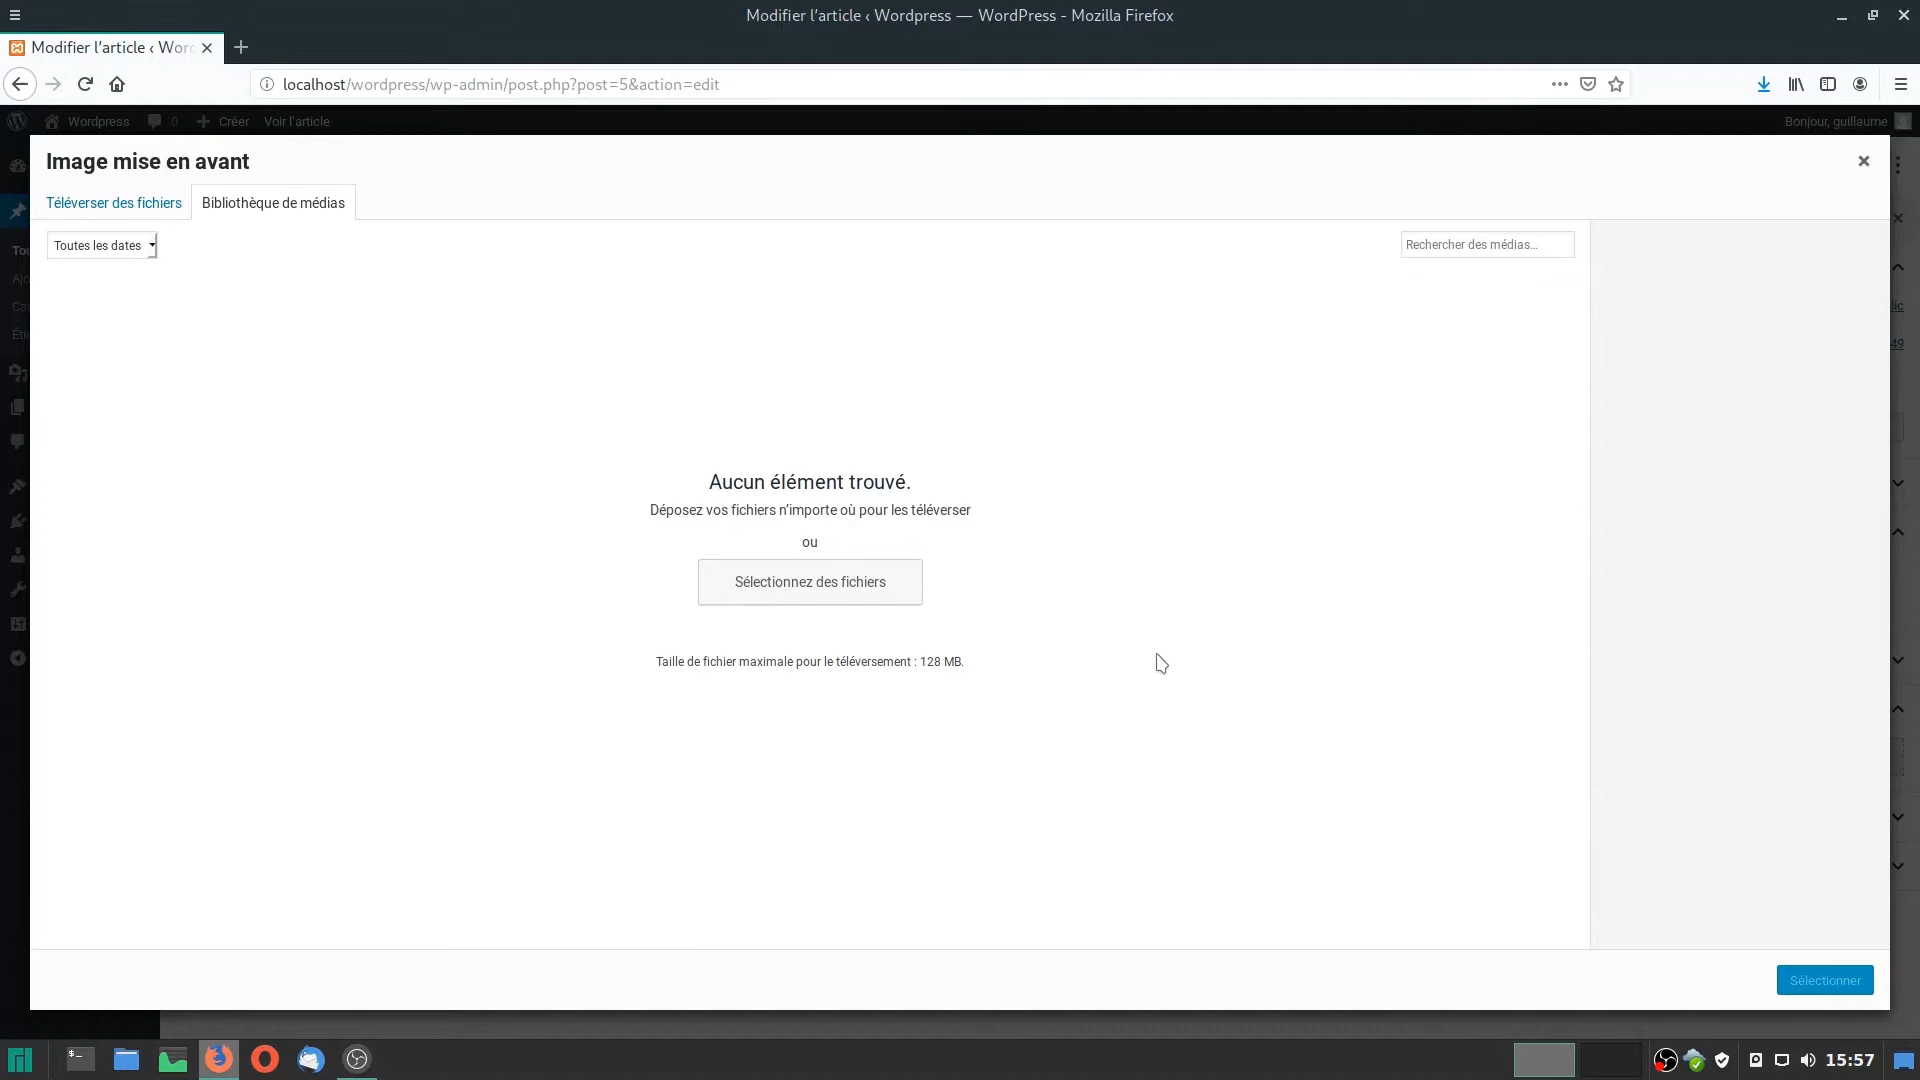 Modifier l'article ‹ Wordpress — WordPress - Mozilla Firefox
Modifier l'article ‹ Word
localhost/wordpress/wp-admin/post.php?post=5&action=edit
Wordpress 0 Créer Voir l'article Bonjour, guillaume
Image mise en avant
Téléverser des fichiers Bibliothèque de médias
Toutes les dates Rechercher des médias...
Aucun élément trouvé.
Déposez vos fichiers n'importe où pour les téléverser
ou
Sélectionnez des fichiers
Taille de fichier maximale pour le téléversement : 128 MB.
Sélectionner
15:57